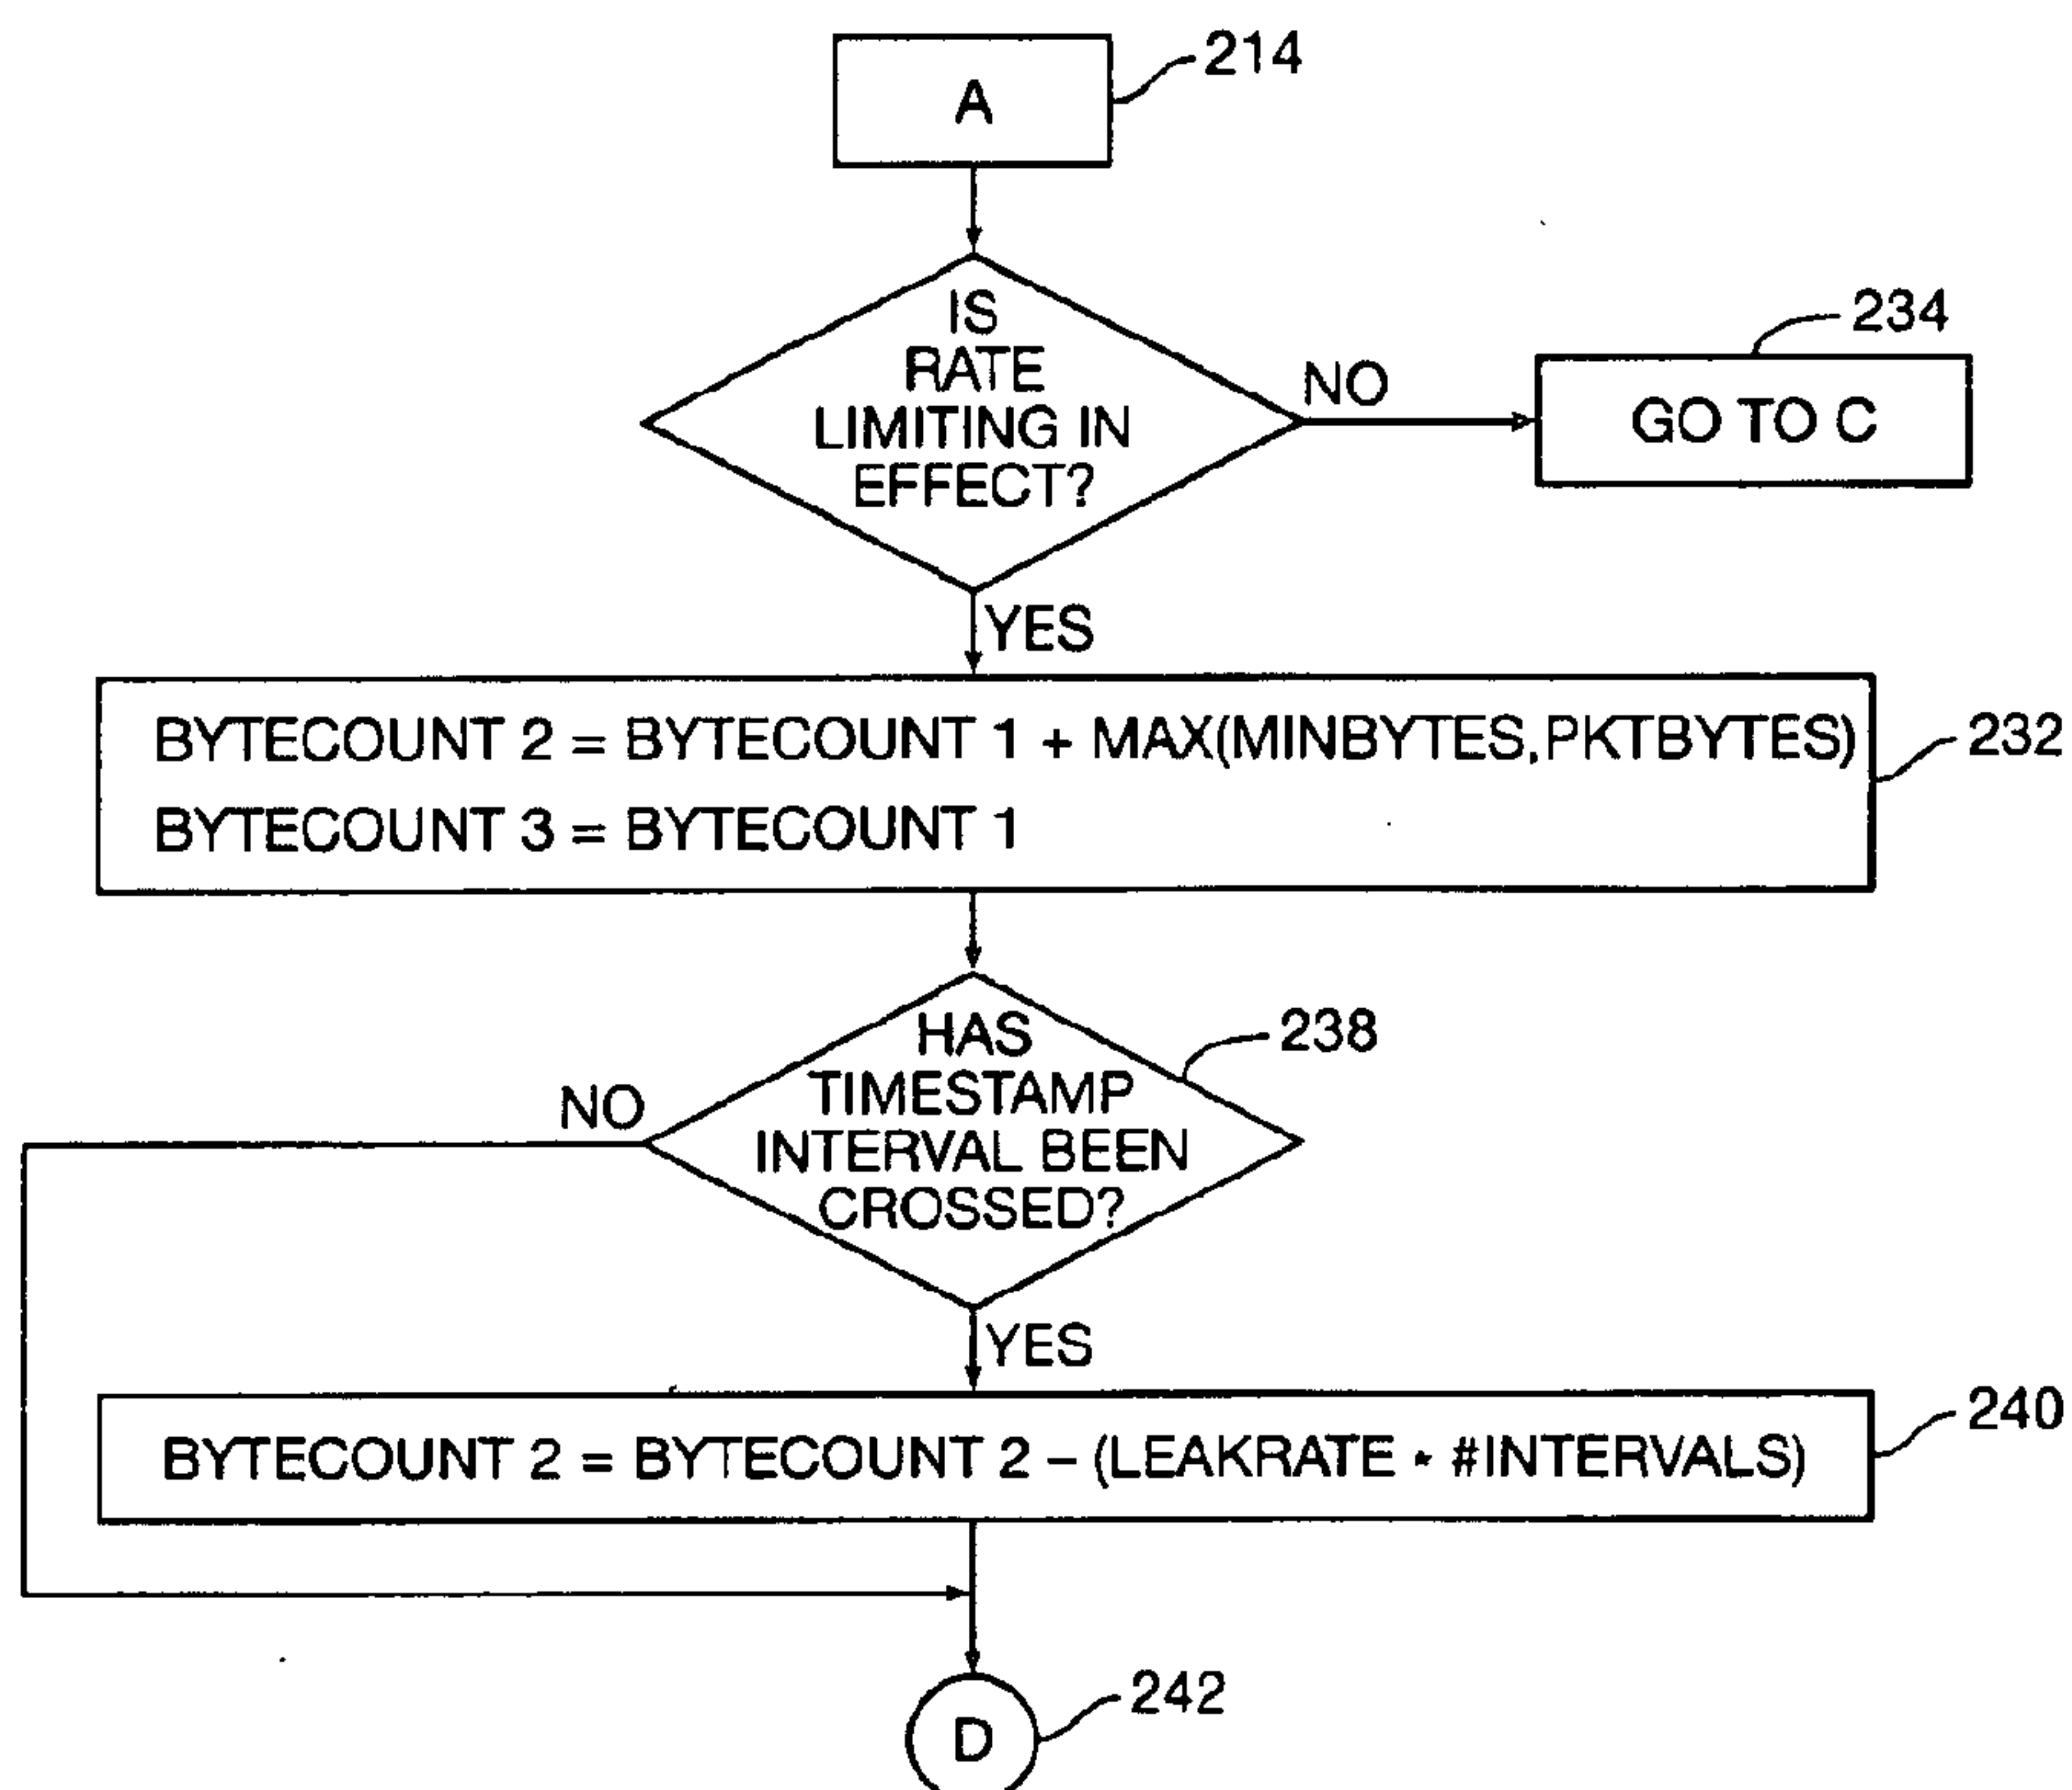 A
214
IS
RATE
LIMITING IN
EFFECT?
NO
234
GO TO C
YES
BYTECOUNT 2 = BYTECOUNT 1 + MAX(MINBYTES,PKTBYTES)
BYTECOUNT 3 = BYTECOUNT 1
232
HAS
TIMESTAMP
INTERVAL BEEN
CROSSED?
238
NO
YES
BYTECOUNT 2 = BYTECOUNT 2 – (LEAKRATE * #INTERVALS)
240
D
242